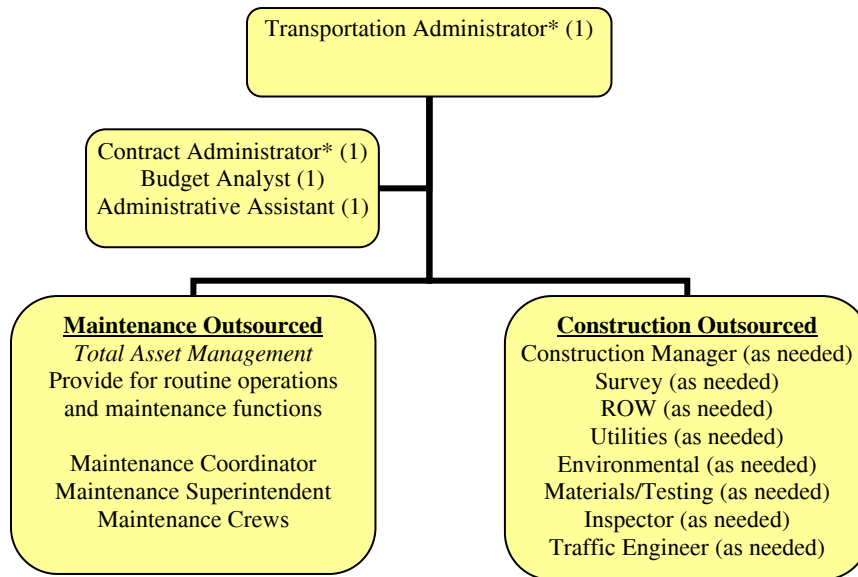 Transportation Administrator* (1)
Contract Administrator* (1)
Budget Analyst (1)
Administrative Assistant (1)
Maintenance Outsourced
Total Asset Management
Provide for routine operations
and maintenance functions
Maintenance Coordinator
Maintenance Superintendent
Maintenance Crews
Construction Outsourced
Construction Manager (as needed)
Survey (as needed)
ROW (as needed)
Utilities (as needed)
Environmental (as needed)
Materials/Testing (as needed)
Inspector (as needed)
Traffic Engineer (as needed)